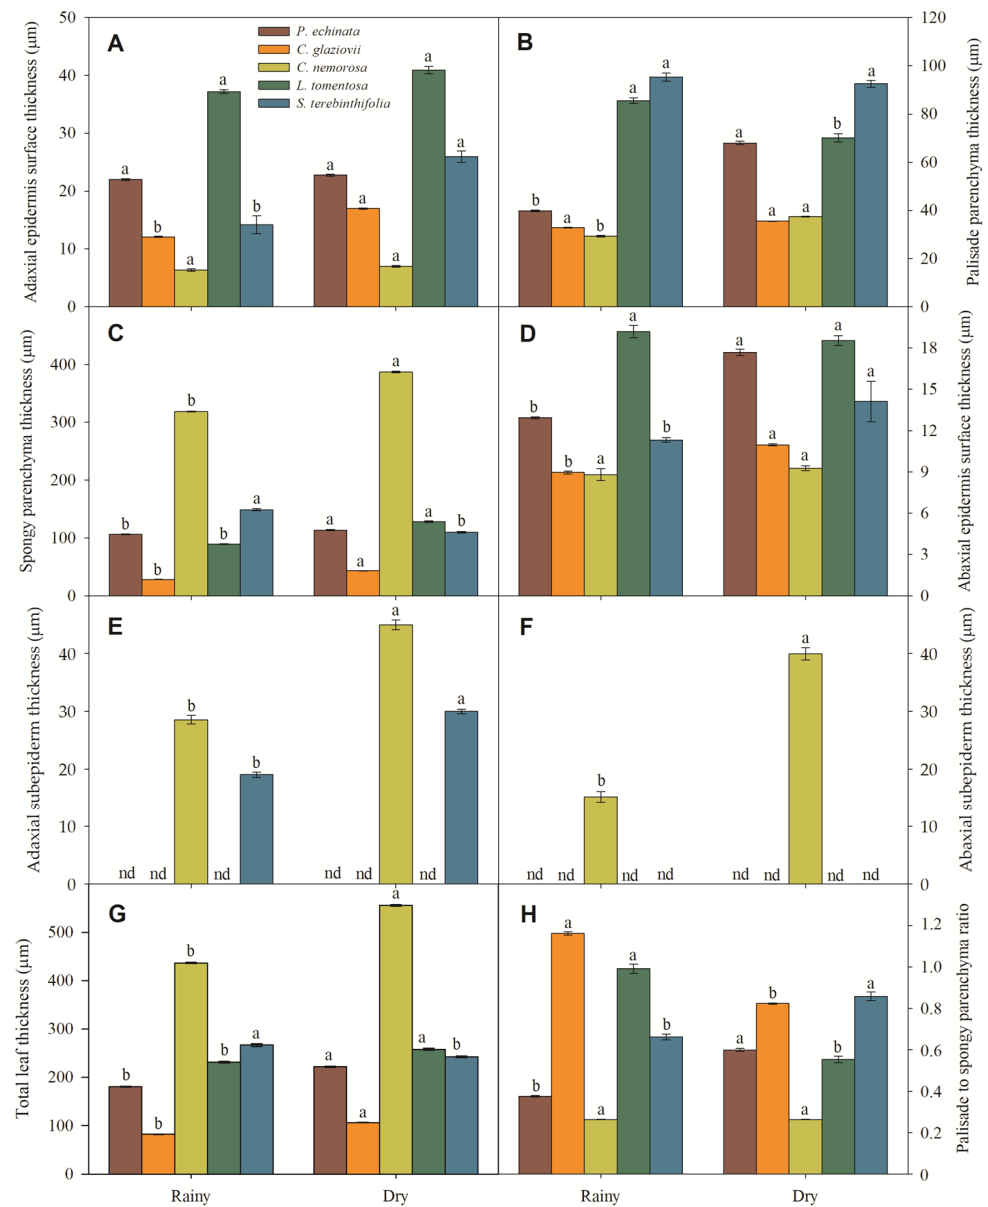 A
P. echinata
C. glaziovii
C. nemorosa
L. tomentosa
S. terebinthifolia
Adaxial epidermis surface thickness (µm)
50
40
30
20
10
0
a b a a b
a a a a a
B
Palisade parenchyma thickness (µm)
120
100
80
60
40
20
0
b a b a a
a a a b a
C
Spongy parenchyma thickness (µm)
400
300
200
100
0
b b b b a
a a a a b
D
Abaxial epidermis surface thickness (µm)
18
15
12
9
6
3
0
b b a a b
a a a a a
E
Adaxial subepiderm thickness (µm)
40
30
20
10
0
nd nd b nd b
nd nd a nd a
F
Abaxial subepiderm thickness (µm)
40
30
20
10
0
nd nd b nd nd
nd nd a nd nd
G
Total leaf thickness (µm)
500
400
300
200
100
0
b b b b a
a a a a b
Rainy Dry
H
Palisade to spongy parenchyma ratio
1.2
1.0
0.8
0.6
0.4
0.2
0
b a a a b
a b a b a
Rainy Dry